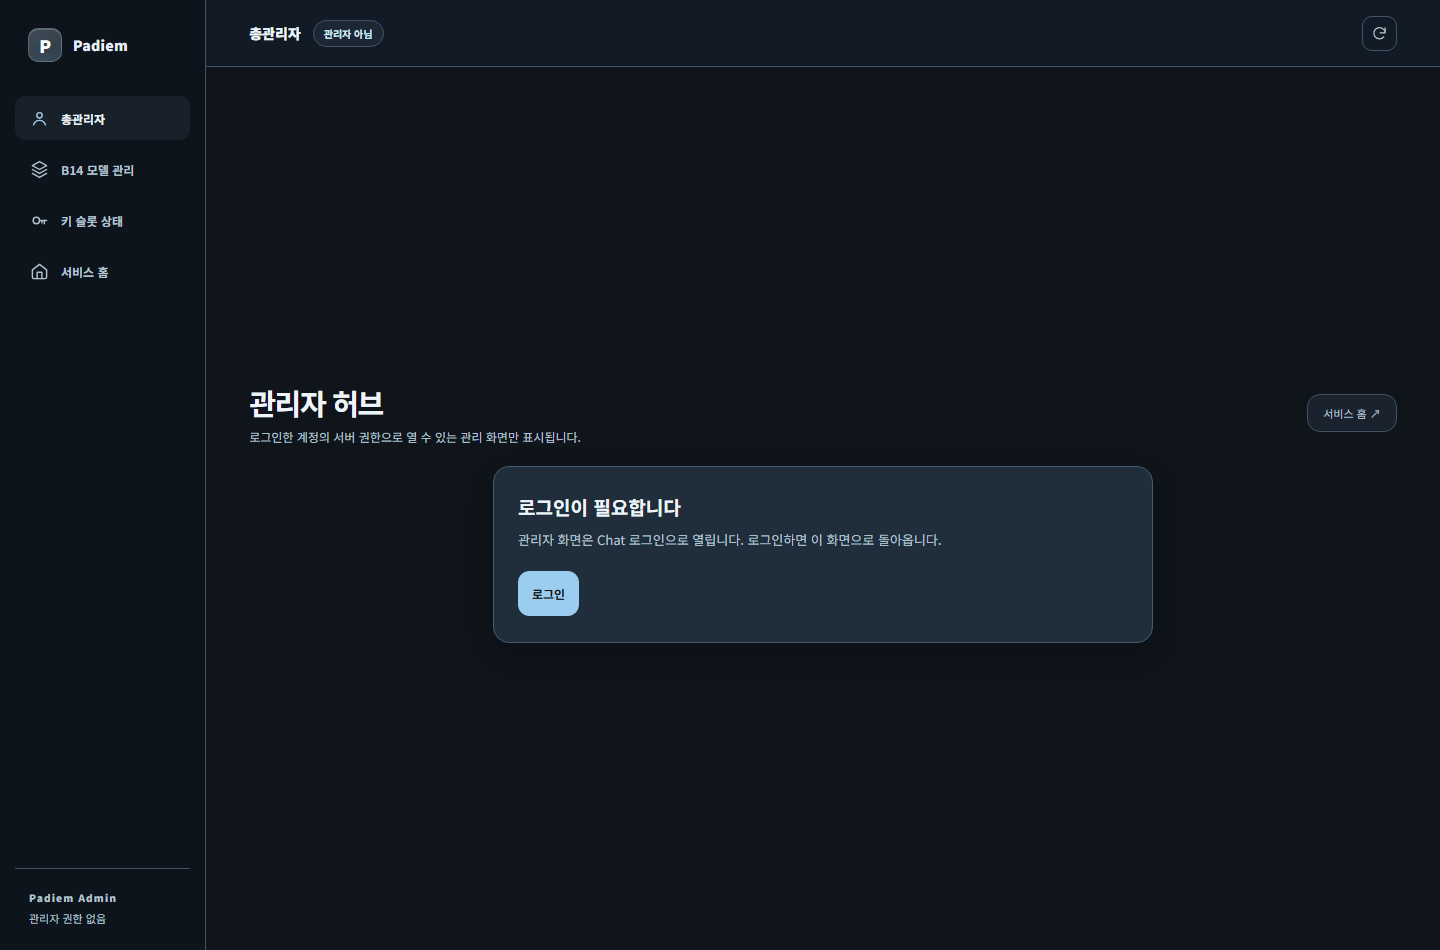 P
Padiem
총관리자
B14 모델 관리
키 슬롯 상태
서비스 홈
Padiem Admin
관리자 권한 없음
총관리자
관리자 아님
관리자 허브
로그인한 계정의 서버 권한으로 열 수 있는 관리 화면만 표시됩니다.
서비스 홈 ↗
로그인이 필요합니다
관리자 화면은 Chat 로그인으로 열립니다. 로그인하면 이 화면으로 돌아옵니다.
로그인